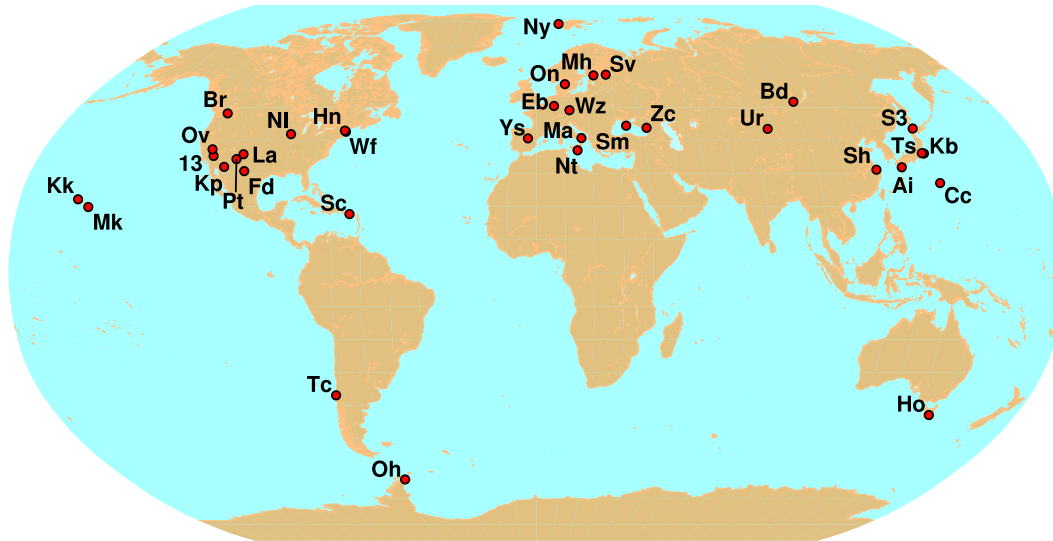 Ny
Mh
Sv
On
Bd
Br
Eb
Wz
Hn
Nl
Ur
Zc
S3
Ov
Ys
Ma
Sm
Wf
Ts
Kb
13
La
Nt
Sh
Kp
Fd
Ai
Pt
Kk
Sc
Cc
Mk
Tc
Ho
Oh